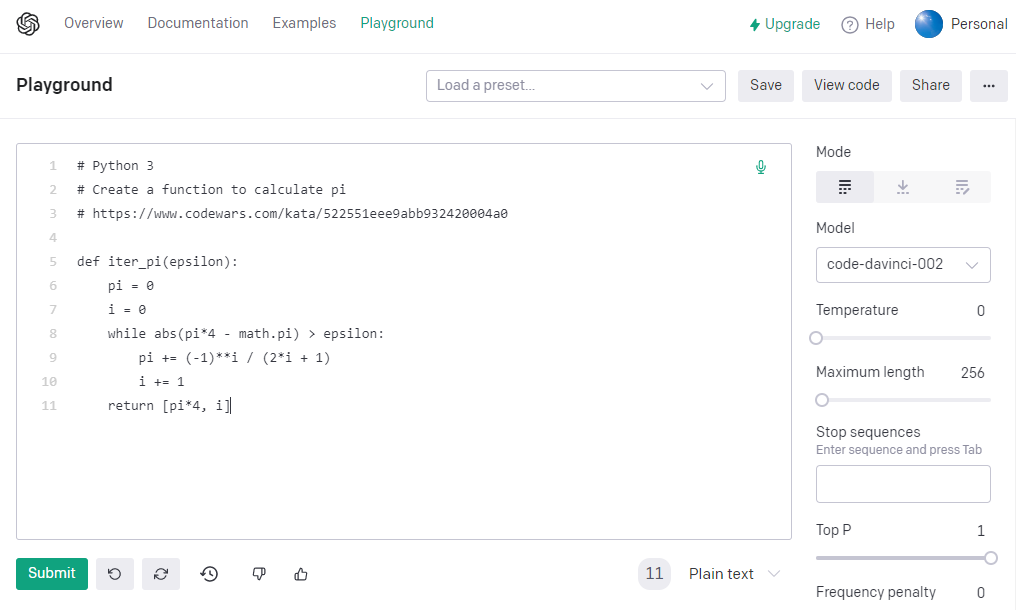 Overview Documentation Examples Playground Upgrade Help Personal
Playground Load a preset... Save View code Share ...
1 # Python 3
2 # Create a function to calculate pi
3 # https://www.codewars.com/kata/522551eee9abb932420004a0
4
5 def iter_pi(epsilon):
6     pi = 0
7     i = 0
8     while abs(pi*4 - math.pi) > epsilon:
9         pi += (-1)**i / (2*i + 1)
10         i += 1
11     return [pi*4, i]
Submit 11 Plain text
Mode
Model
code-davinci-002
Temperature 0
Maximum length 256
Stop sequences
Enter sequence and press Tab
Top P 1
Frequency penalty 0